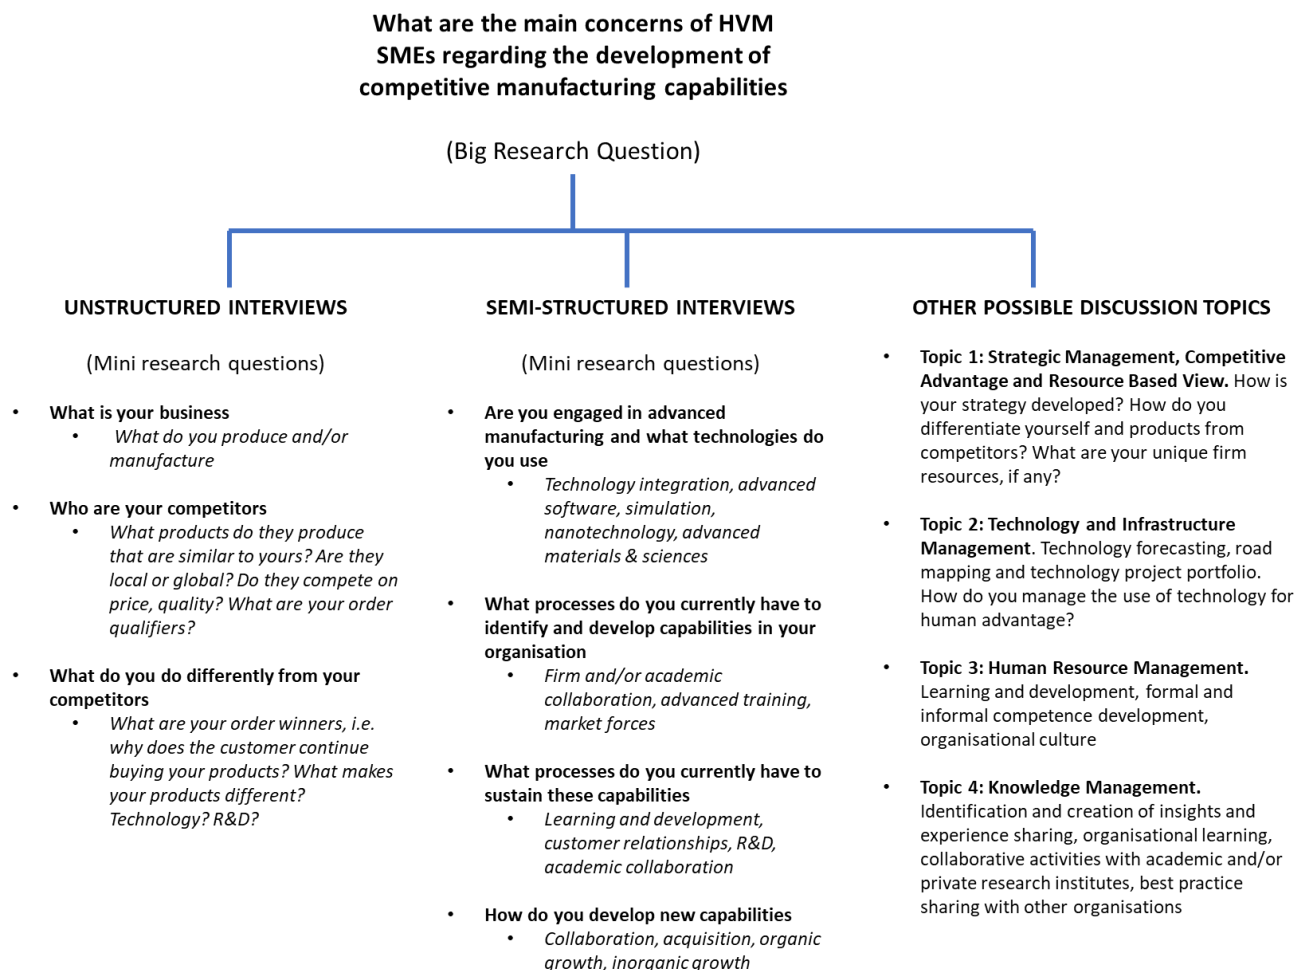 What are the main concerns of HVM
SMEs regarding the development of
competitive manufacturing capabilities
(Big Research Question)
UNSTRUCTURED INTERVIEWS
(Mini research questions)
• What is your business
• What do you produce and/or
manufacture
• Who are your competitors
• What products do they produce
that are similar to yours? Are they
local or global? Do they compete on
price, quality? What are your order
qualifiers?
• What do you do differently from your
competitors
• What are your order winners, i.e.
why does the customer continue
buying your products? What makes
your products different?
Technology? R&D?
SEMI-STRUCTURED INTERVIEWS
(Mini research questions)
• Are you engaged in advanced
manufacturing and what technologies do
you use
• Technology integration, advanced
software, simulation,
nanotechnology, advanced
materials & sciences
• What processes do you currently have to
identify and develop capabilities in your
organisation
• Firm and/or academic
collaboration, advanced training,
market forces
• What processes do you currently have to
sustain these capabilities
• Learning and development,
customer relationships, R&D,
academic collaboration
• How do you develop new capabilities
• Collaboration, acquisition, organic
growth, inorganic growth
OTHER POSSIBLE DISCUSSION TOPICS
• Topic 1: Strategic Management, Competitive
Advantage and Resource Based View. How is
your strategy developed? How do you
differentiate yourself and products from
competitors? What are your unique firm
resources, if any?
• Topic 2: Technology and Infrastructure
Management. Technology forecasting, road
mapping and technology project portfolio.
How do you manage the use of technology for
human advantage?
• Topic 3: Human Resource Management.
Learning and development, formal and
informal competence development,
organisational culture
• Topic 4: Knowledge Management.
Identification and creation of insights and
experience sharing, organisational learning,
collaborative activities with academic and/or
private research institutes, best practice
sharing with other organisations